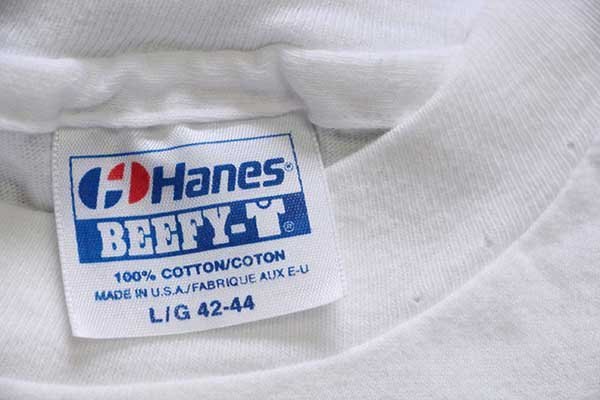 Hanes®
BEEFY-T®
100% COTTON/COTON
MADE IN U.S.A./FABRIQUE AUX E-U
L/G 42-44